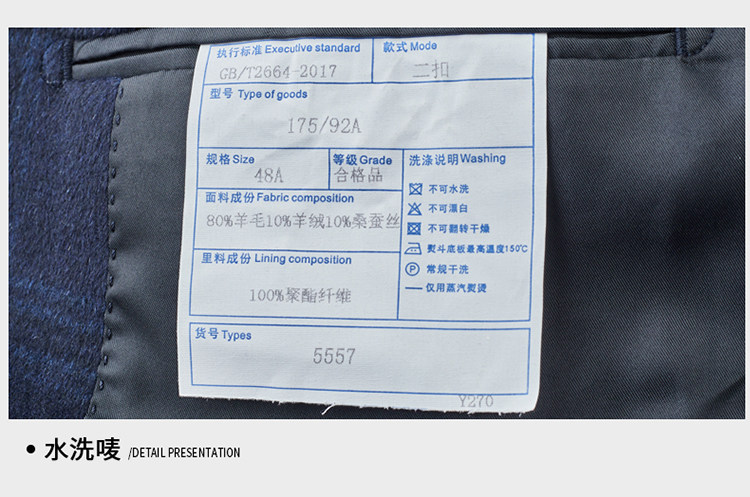 执行标准 Executive standard 款式 Mode
GB/T2664-2017 二扣
型号 Type of goods
175/92A
规格 Size 等级 Grade 洗涤说明 Washing
48A 合格品
不可水洗
不可漂白
不可翻转干燥
熨斗底板最高温度150℃
P 常规干洗
仅用蒸汽熨烫
面料成份 Fabric composition
80%羊毛10%羊绒10%桑蚕丝
里料成份 Lining composition
100%聚酯纤维
货号 Types
5557
Y270
• 水洗唛 /DETAIL PRESENTATION